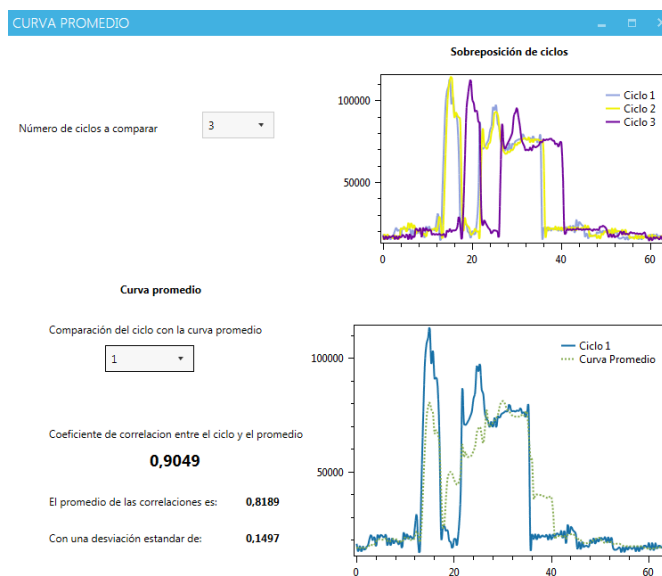 CURVA PROMEDIO
Sobreposición de ciclos
Número de ciclos a comparar
3
100000
50000
Ciclo 1
Ciclo 2
Ciclo 3
0 20 40 60
Curva promedio
Comparación del ciclo con la curva promedio
1
Coeficiente de correlacion entre el ciclo y el promedio
0,9049
El promedio de las correlaciones es: 0,8189
Con una desviación estandar de: 0,1497
100000
50000
Ciclo 1
Curva Promedio
0 20 40 60